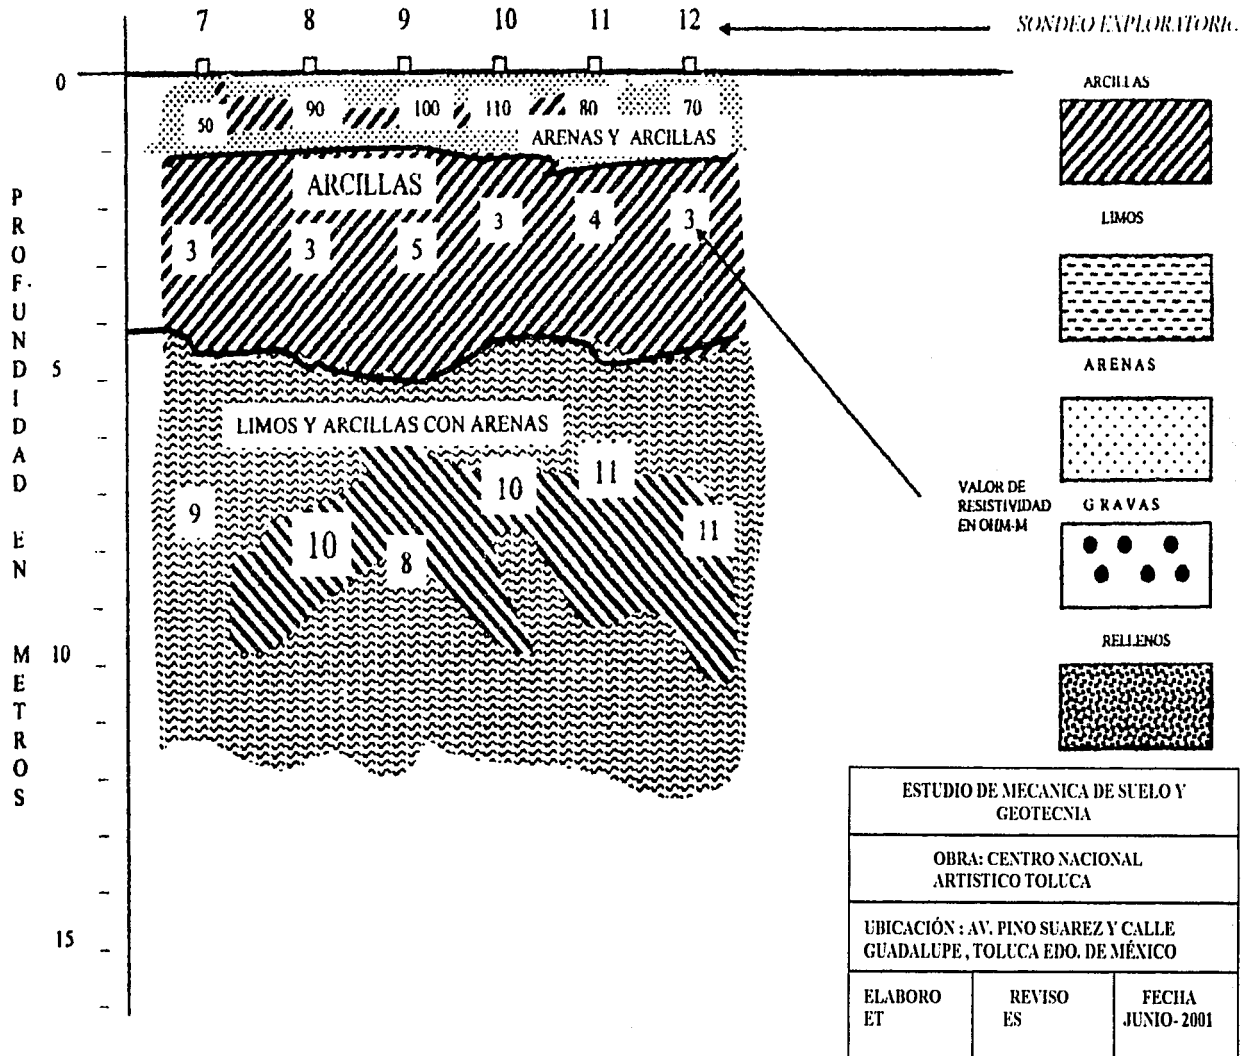 7 8 9 10 11 12
SONDEO EXPLORATORIO
0
50 90 100 110 80 70
ARENAS Y ARCILLAS
ARCILLAS
3 3 5 3 4 3
5
LIMOS Y ARCILLAS CON ARENAS
9 10 8 10 11 11
10
15
PROFUNDIDAD EN METROS
VALOR DE
RESISTIVIDAD
EN OHM-M
ARCILLAS
LIMOS
ARENAS
GRAVAS
RELLENOS
ESTUDIO DE MECANICA DE SUELO Y
GEOTECNIA
OBRA: CENTRO NACIONAL
ARTISTICO TOLUCA
UBICACIÓN : AV. PINO SUAREZ Y CALLE
GUADALUPE , TOLUCA EDO. DE MÉXICO
ELABORO
ET
REVISO
ES
FECHA
JUNIO- 2001